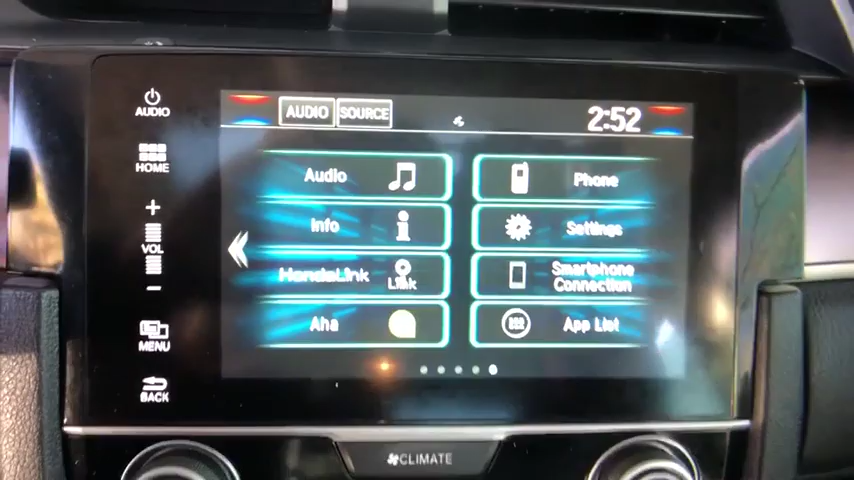 AUDIO
HOME
VOL
MENU
BACK
AUDIO SOURCE
2:52
Audio
Phone
Info
Settings
HondaLink
Link
Smartphone
Connection
Aha
App List
CLIMATE